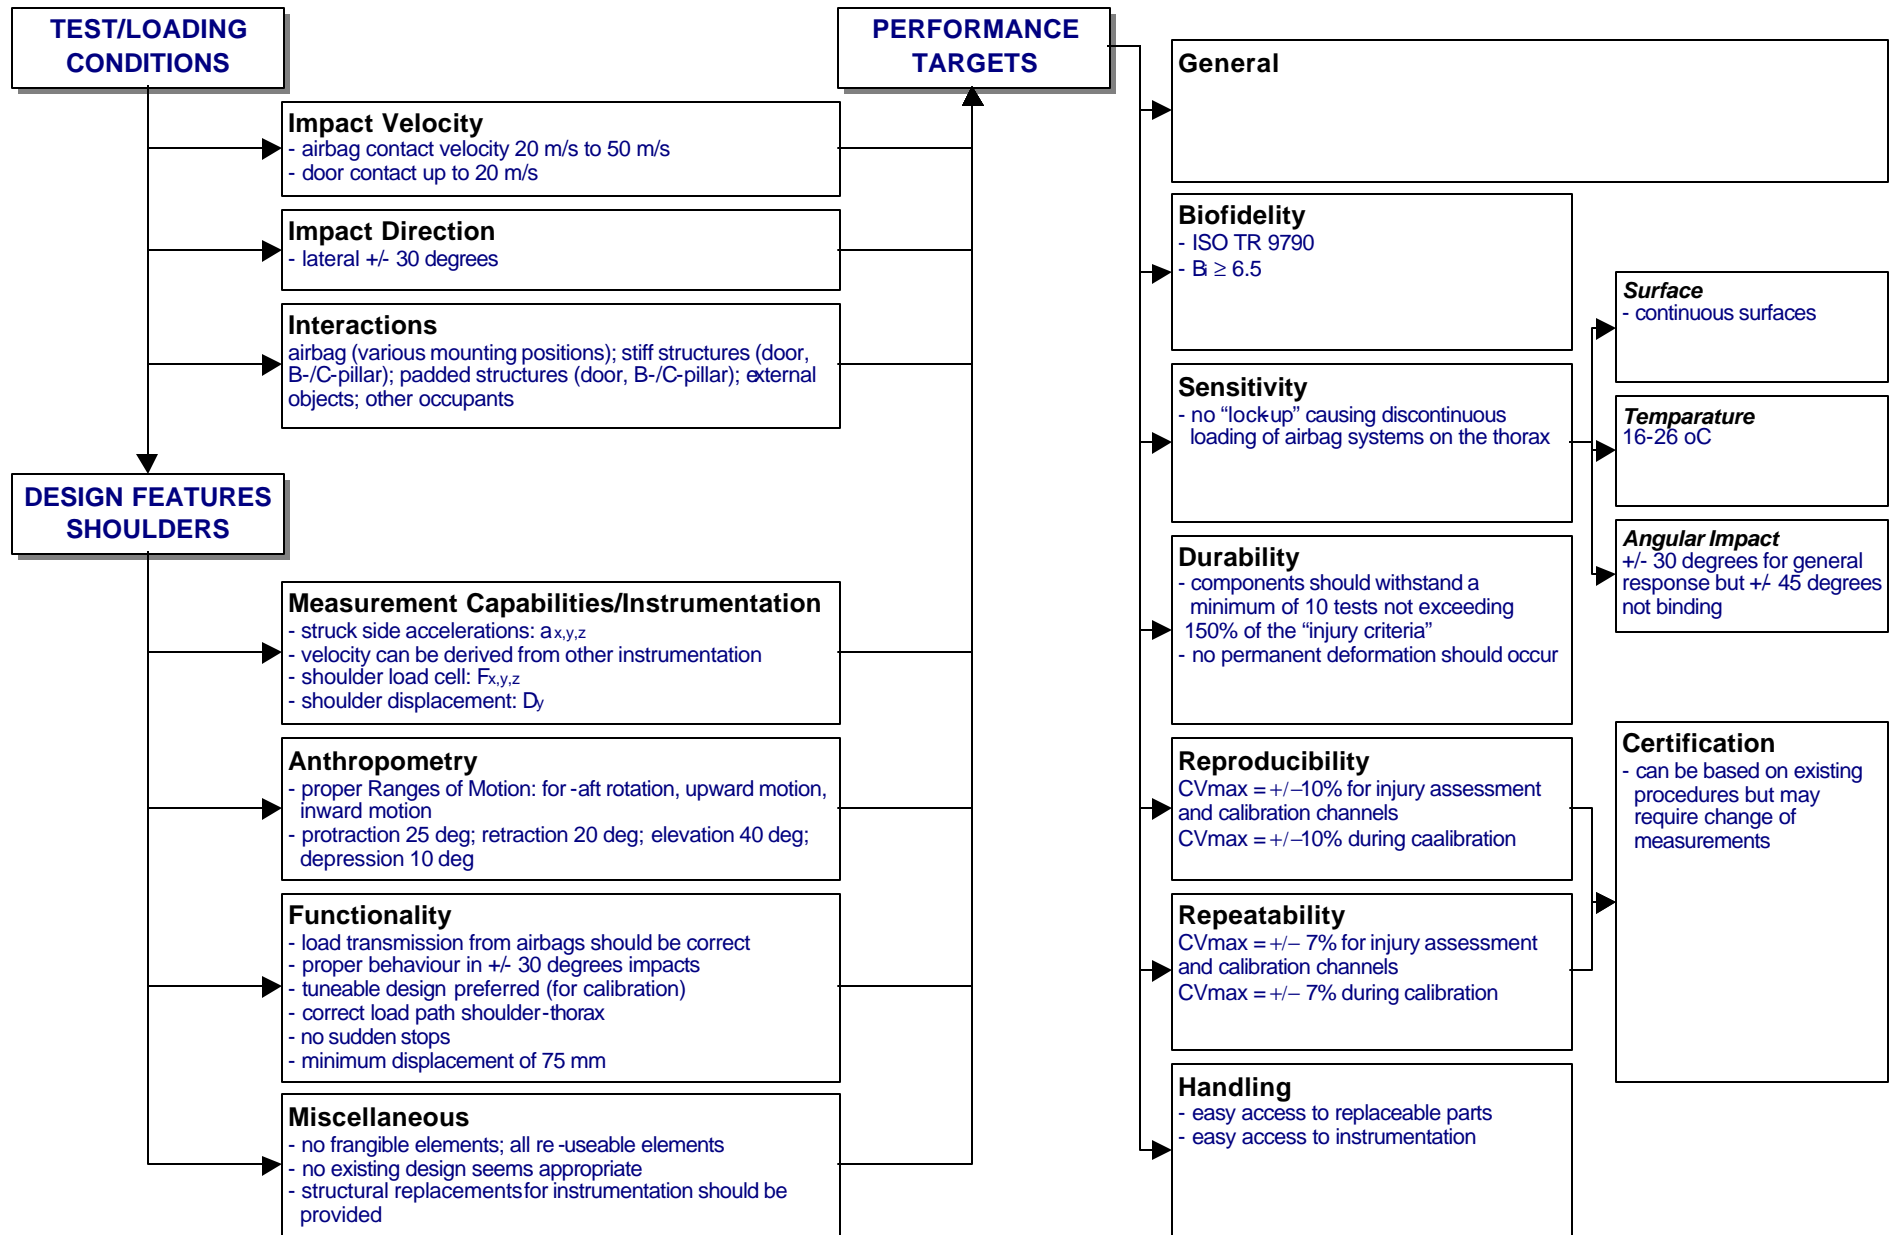 TEST/LOADING
CONDITIONS
Impact Velocity
- airbag contact velocity 20 m/s to 50 m/s
- door contact up to 20 m/s
Impact Direction
- lateral +/- 30 degrees
Interactions
airbag (various mounting positions); stiff structures (door,
B-/C-pillar); padded structures (door, B-/C-pillar); external
objects; other occupants
DESIGN FEATURES
SHOULDERS
Measurement Capabilities/Instrumentation
- struck side accelerations: ax,y,z
- velocity can be derived from other instrumentation
- shoulder load cell: Fx,y,z
- shoulder displacement: Dy
Anthropometry
- proper Ranges of Motion: for-aft rotation, upward motion,
inward motion
- protraction 25 deg; retraction 20 deg; elevation 40 deg;
depression 10 deg
Functionality
- load transmission from airbags should be correct
- proper behaviour in +/- 30 degrees impacts
- tuneable design preferred (for calibration)
- correct load path shoulder-thorax
- no sudden stops
- minimum displacement of 75 mm
Miscellaneous
- no frangible elements; all re-useable elements
- no existing design seems appropriate
- structural replacements for instrumentation should be
provided
PERFORMANCE
TARGETS
General
Biofidelity
- ISO TR 9790
- Bi ≥ 6.5
Sensitivity
- no “lock-up” causing discontinuous
loading of airbag systems on the thorax
Surface
- continuous surfaces
Temparature
16-26 oC
Angular Impact
+/- 30 degrees for general
response but +/- 45 degrees
not binding
Durability
- components should withstand a
minimum of 10 tests not exceeding
150% of the “injury criteria”
- no permanent deformation should occur
Reproducibility
CVmax = +/−10% for injury assessment
and calibration channels
CVmax = +/−10% during caalibration
Repeatability
CVmax = +/− 7% for injury assessment
and calibration channels
CVmax = +/− 7% during calibration
Certification
- can be based on existing
procedures but may
require change of
measurements
Handling
- easy access to replaceable parts
- easy access to instrumentation